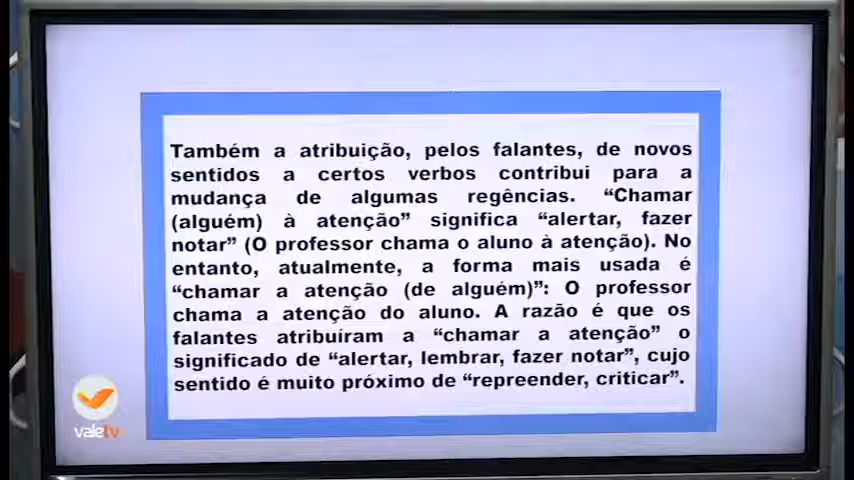 Também a atribuição, pelos falantes, de novos
sentidos a certos verbos contribui para a
mudança de algumas regências. “Chamar
(alguém) à atenção” significa “alertar, fazer
notar” (O professor chama o aluno à atenção). No
entanto, atualmente, a forma mais usada é
“chamar a atenção (de alguém)”: O professor
chama a atenção do aluno. A razão é que os
falantes atribuíram a “chamar a atenção” o
significado de “alertar, lembrar, fazer notar”, cujo
sentido é muito próximo de “repreender, criticar”.
valetv